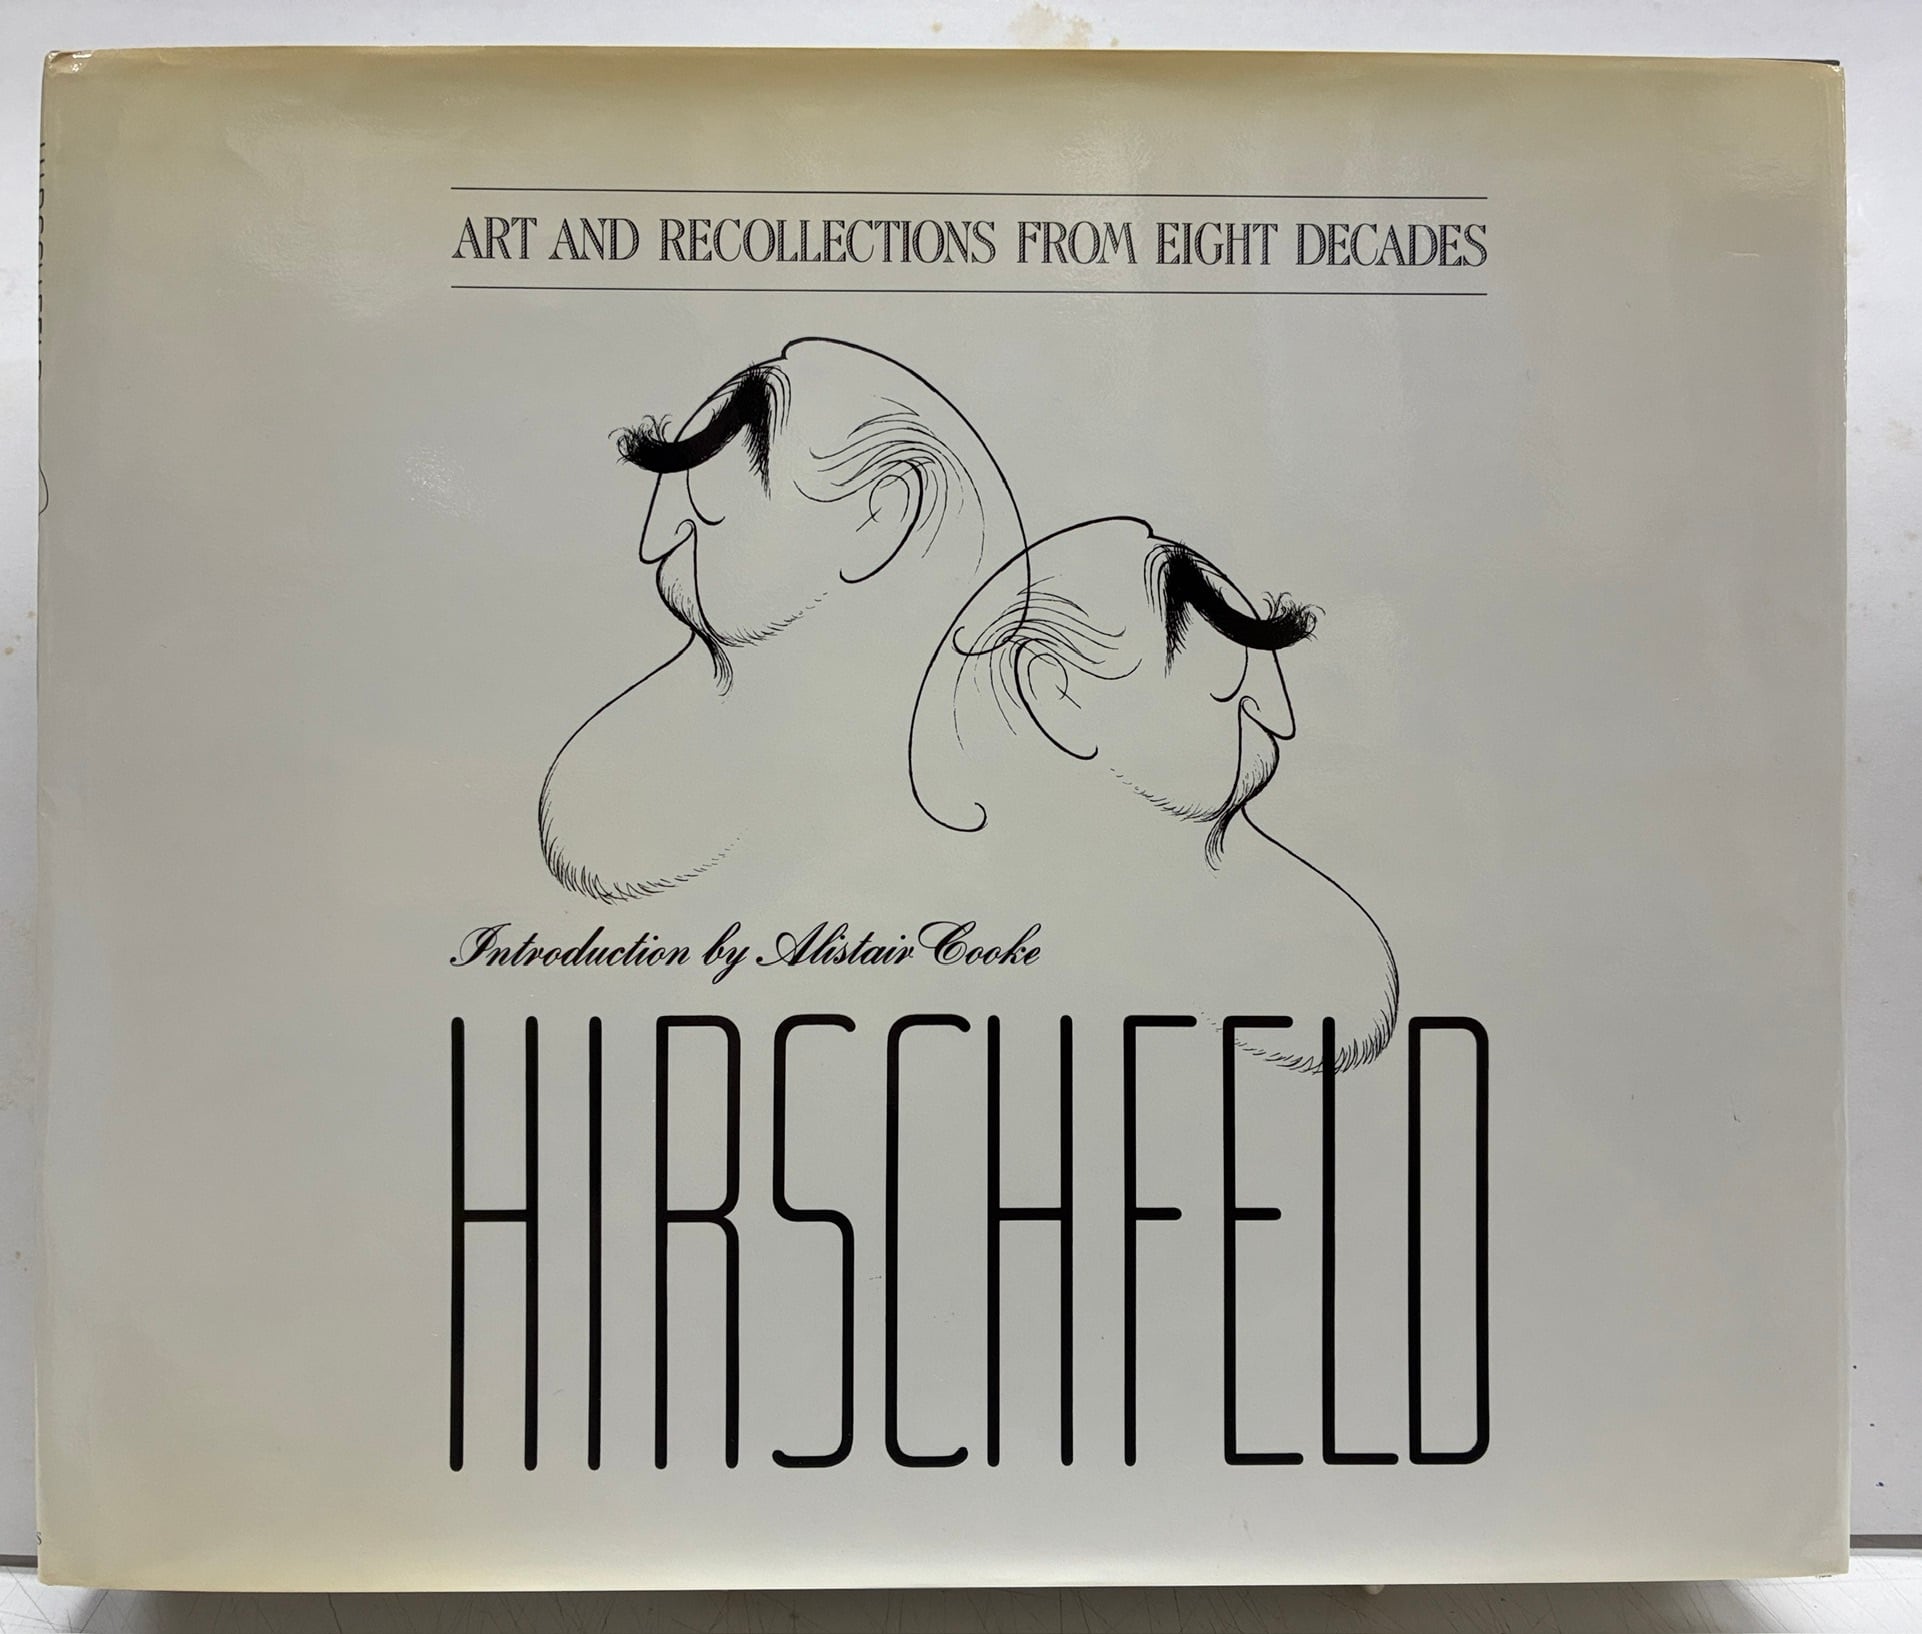 ART AND RECOLLECTIONS FROM EIGHT DECADES
Introduction by Alistair Cooke
HIRSCHFELD